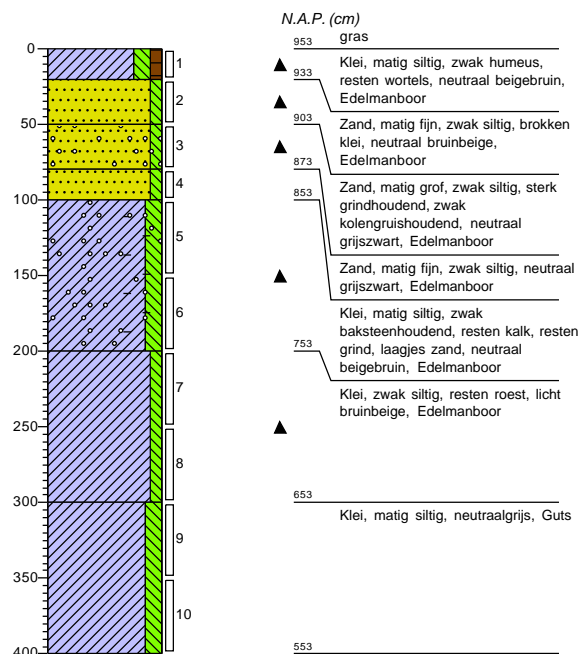 N.A.P. (cm)
0
50
100
150
200
250
300
350
400
1
2
3
4
5
6
7
8
9
10
953
gras
Klei, matig siltig, zwak humeus,
resten wortels, neutraal beigebruin,
Edelmanboor
933
Zand, matig fijn, zwak siltig, brokken
klei, neutraal bruinbeige,
Edelmanboor
903
Zand, matig grof, zwak siltig, sterk
grindhoudend, zwak
kolengruishoudend, neutraal
grijszwart, Edelmanboor
873
Zand, matig fijn, zwak siltig, neutraal
grijszwart, Edelmanboor
853
Klei, matig siltig, zwak
baksteenhoudend, resten kalk, resten
grind, laagjes zand, neutraal
beigebruin, Edelmanboor
753
Klei, zwak siltig, resten roest, licht
bruinbeige, Edelmanboor
653
Klei, matig siltig, neutraalgrijs, Guts
553